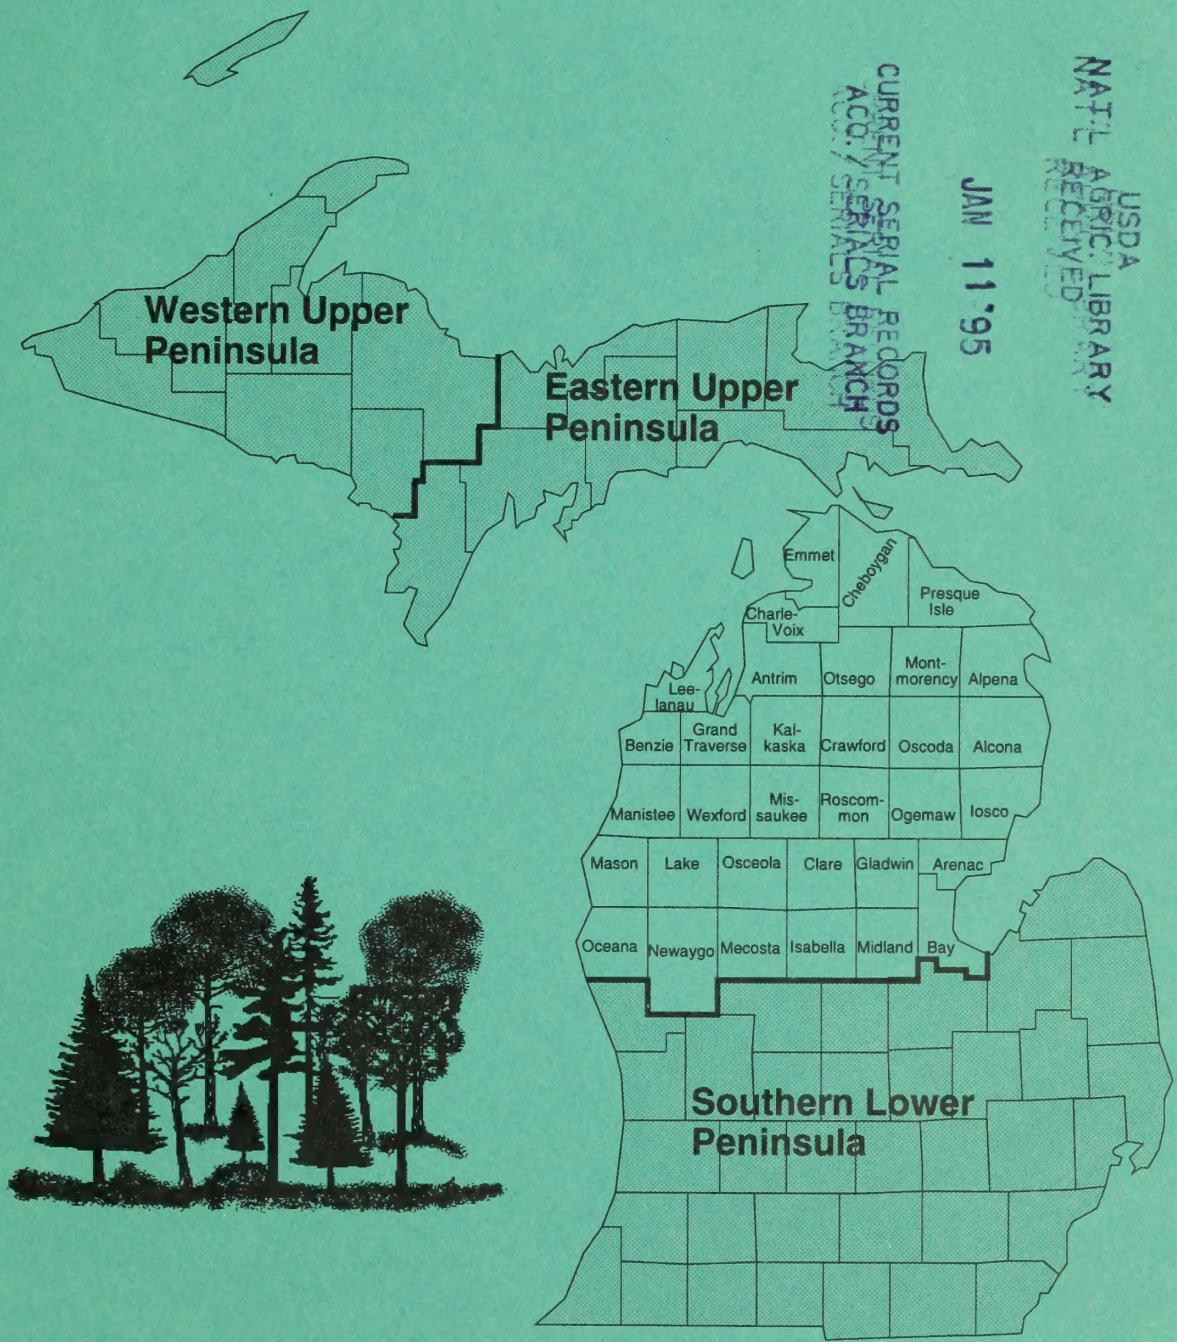 USDA
NAT'L AGRIC. LIBRARY
RECEIVED
JAN 11 '95
CURRENT SERIAL RECORDS
ACQ./SERIALS BRANCH
Western Upper
Peninsula
Eastern Upper
Peninsula
Emmet
Cheboygan
Presque
Isle
Charle-
Voix
Antrim
Otsego
Mont-
morency
Alpena
Lee-
lanau
Benzie
Grand
Traverse
Kal-
kaska
Crawford
Oscoda
Alcona
Manistee
Wexford
Mis-
saukee
Roscom-
mon
Ogemaw
Iosco
Mason
Lake
Osceola
Clare
Gladwin
Arenac
Oceana
Newaygo
Mecosta
Isabella
Midland
Bay
Southern Lower
Peninsula